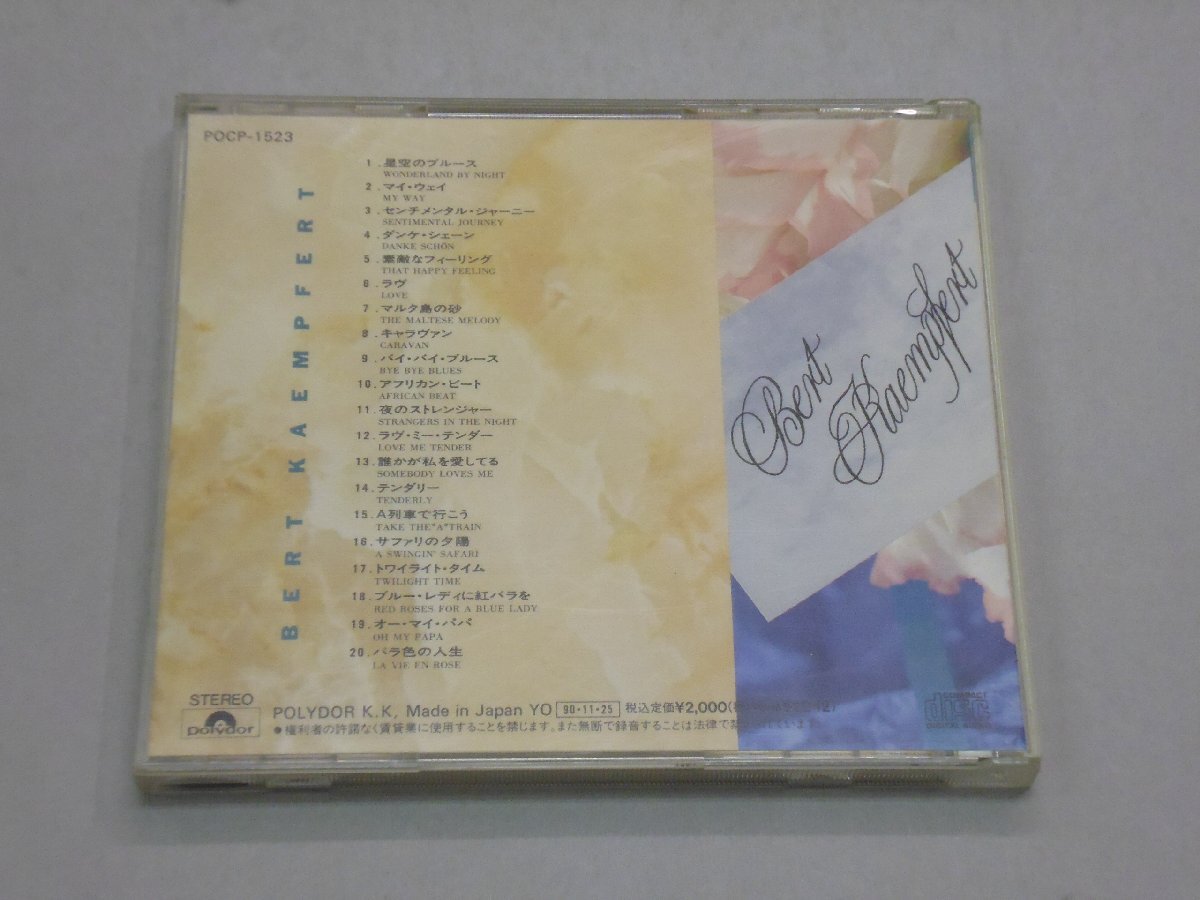 POCP-1523
BERT KAEMPFERT
1. 星空のブルース
WONDERLAND BY NIGHT
2. マイ・ウェイ
MY WAY
3. センチメンタル・ジャーニー
SENTIMENTAL JOURNEY
4. ダンケ・シェーン
DANKE SCHÖN
5. 素敵なフィーリング
THAT HAPPY FEELING
6. ラヴ
LOVE
7. マルタ島の砂
THE MALTESE MELODY
8. キャラヴァン
CARAVAN
9. バイ・バイ・ブルース
BYE BYE BLUES
10. アフリカン・ビート
AFRICAN BEAT
11. 夜のストレンジャー
STRANGERS IN THE NIGHT
12. ラヴ・ミー・テンダー
LOVE ME TENDER
13. 誰かが私を愛してる
SOMEBODY LOVES ME
14. テンダリー
TENDERLY
15. A列車で行こう
TAKE THE "A" TRAIN
16. サファリの夕陽
A SWINGIN' SAFARI
17. トワイライト・タイム
TWILIGHT TIME
18. ブルー・レディに紅バラを
RED ROSES FOR A BLUE LADY
19. オー・マイ・パパ
OH MY PAPA
20. バラ色の人生
LA VIE EN ROSE
Bert
Kaempfert
STEREO
polydor
POLYDOR K.K, Made in Japan YO 90・11・25 税込定価¥2,000
●権利者の許諾なく賃貸業に使用することを禁じます。また無断で録音することは法律で禁
COMPACT
disc
DIGITAL AUDIO